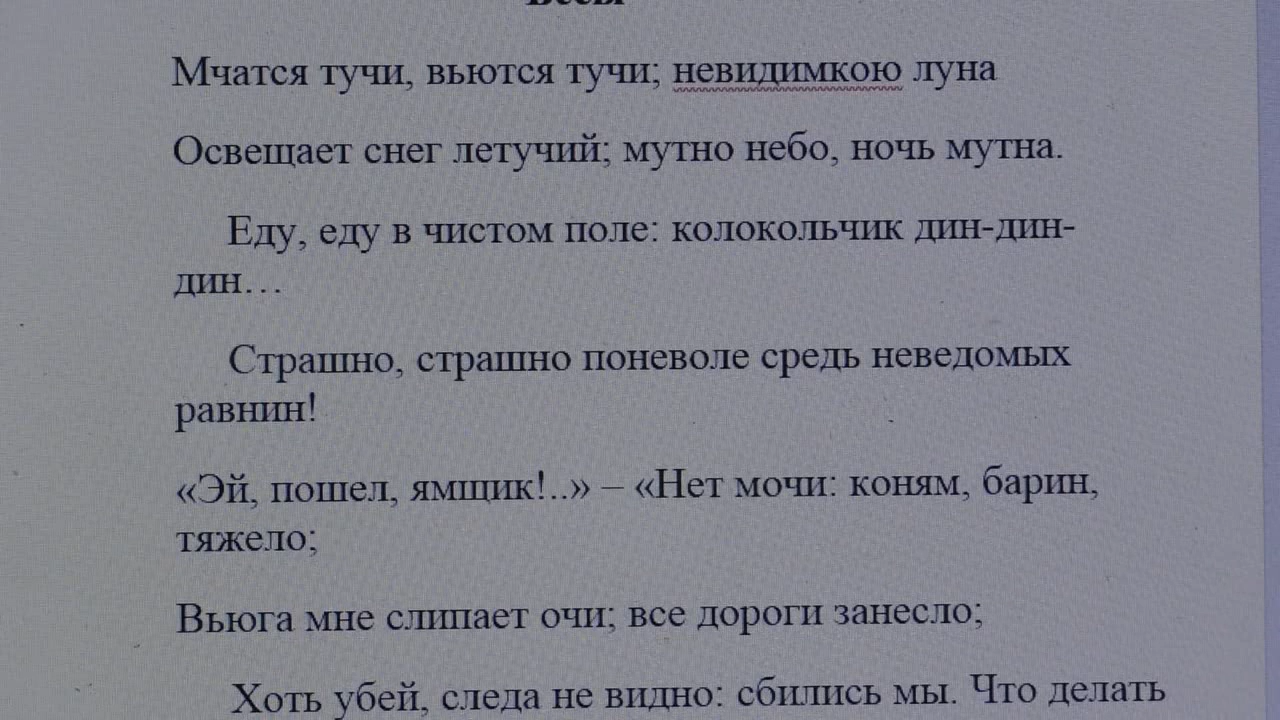 Мчатся тучи, вьются тучи; невидимкою луна
Освещает снег летучий; мутно небо, ночь мутна.
Еду, еду в чистом поле: колокольчик дин-дин-
дин…
Страшно, страшно поневоле средь неведомых
равнин!
«Эй, пошел, ямщик!..» – «Нет мочи: коням, барин,
тяжело;
Вьюга мне слипает очи; все дороги занесло;
Хоть убей, следа не видно: сбились мы. Что делать